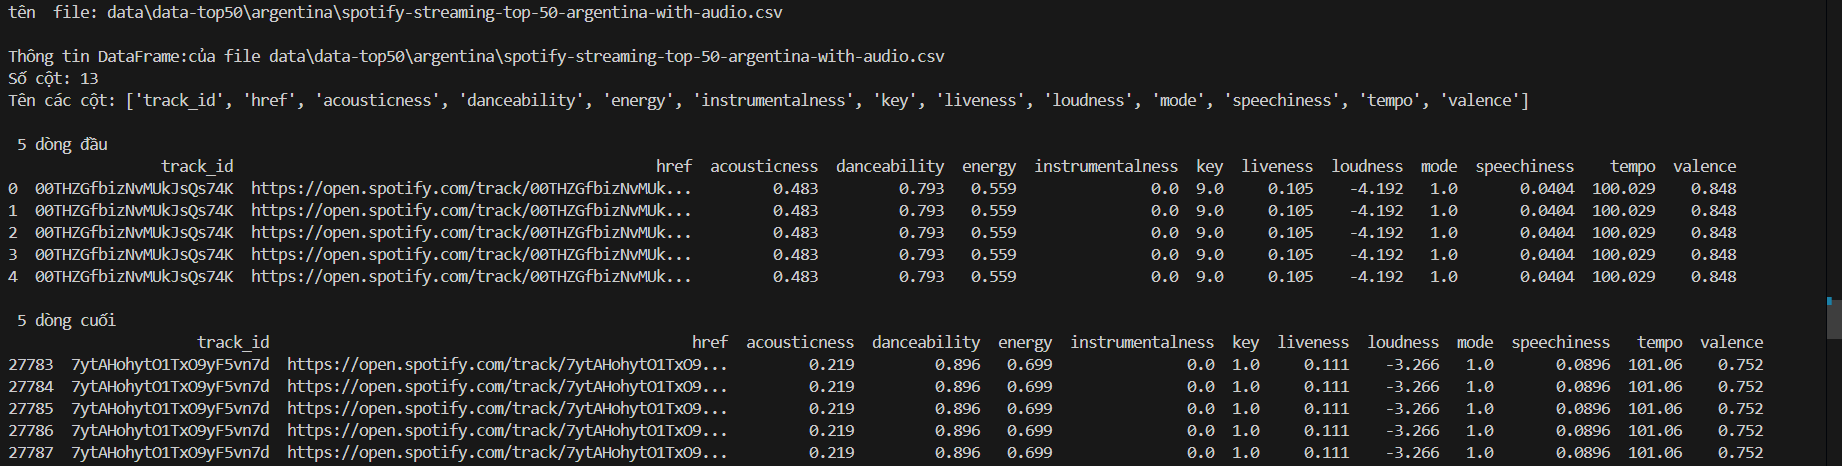 tên  file: data\data-top50\argentina\spotify-streaming-top-50-argentina-with-audio.csv
Thông tin DataFrame:của file data\data-top50\argentina\spotify-streaming-top-50-argentina-with-audio.csv
Số cột: 13
Tên các cột: ['track_id', 'href', 'acousticness', 'danceability', 'energy', 'instrumentalness', 'key', 'liveness', 'loudness', 'mode', 'speechiness', 'tempo', 'valence']
5 dòng đầu
track_id href acousticness danceability energy instrumentalness key liveness loudness mode speechiness tempo valence
0 00THZGfbizNvMUkJsQs74K https://open.spotify.com/track/00THZGfbizNvMUk... 0.483 0.793 0.559 0.0 9.0 0.105 -4.192 1.0 0.0404 100.029 0.848
1 00THZGfbizNvMUkJsQs74K https://open.spotify.com/track/00THZGfbizNvMUk... 0.483 0.793 0.559 0.0 9.0 0.105 -4.192 1.0 0.0404 100.029 0.848
2 00THZGfbizNvMUkJsQs74K https://open.spotify.com/track/00THZGfbizNvMUk... 0.483 0.793 0.559 0.0 9.0 0.105 -4.192 1.0 0.0404 100.029 0.848
3 00THZGfbizNvMUkJsQs74K https://open.spotify.com/track/00THZGfbizNvMUk... 0.483 0.793 0.559 0.0 9.0 0.105 -4.192 1.0 0.0404 100.029 0.848
4 00THZGfbizNvMUkJsQs74K https://open.spotify.com/track/00THZGfbizNvMUk... 0.483 0.793 0.559 0.0 9.0 0.105 -4.192 1.0 0.0404 100.029 0.848
5 dòng cuối
track_id href acousticness danceability energy instrumentalness key liveness loudness mode speechiness tempo valence
27783 7ytAHohytO1TxO9yF5vn7d https://open.spotify.com/track/7ytAHohytO1TxO9... 0.219 0.896 0.699 0.0 1.0 0.111 -3.266 1.0 0.0896 101.06 0.752
27784 7ytAHohytO1TxO9yF5vn7d https://open.spotify.com/track/7ytAHohytO1TxO9... 0.219 0.896 0.699 0.0 1.0 0.111 -3.266 1.0 0.0896 101.06 0.752
27785 7ytAHohytO1TxO9yF5vn7d https://open.spotify.com/track/7ytAHohytO1TxO9... 0.219 0.896 0.699 0.0 1.0 0.111 -3.266 1.0 0.0896 101.06 0.752
27786 7ytAHohytO1TxO9yF5vn7d https://open.spotify.com/track/7ytAHohytO1TxO9... 0.219 0.896 0.699 0.0 1.0 0.111 -3.266 1.0 0.0896 101.06 0.752
27787 7ytAHohytO1TxO9yF5vn7d https://open.spotify.com/track/7ytAHohytO1TxO9... 0.219 0.896 0.699 0.0 1.0 0.111 -3.266 1.0 0.0896 101.06 0.752